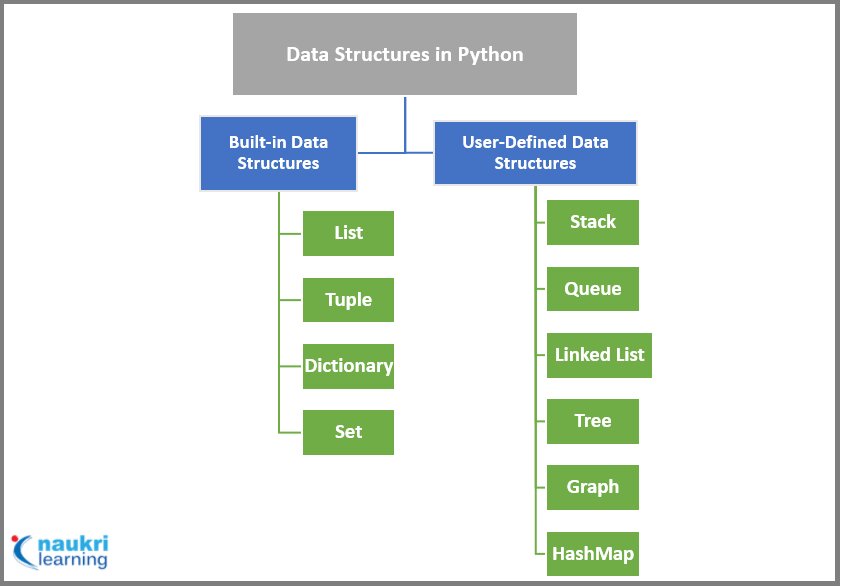 Data Structures in Python
Built-in Data
Structures
User-Defined Data
Structures
List
Tuple
Dictionary
Set
Stack
Queue
Linked List
Tree
Graph
HashMap
naukri
learning